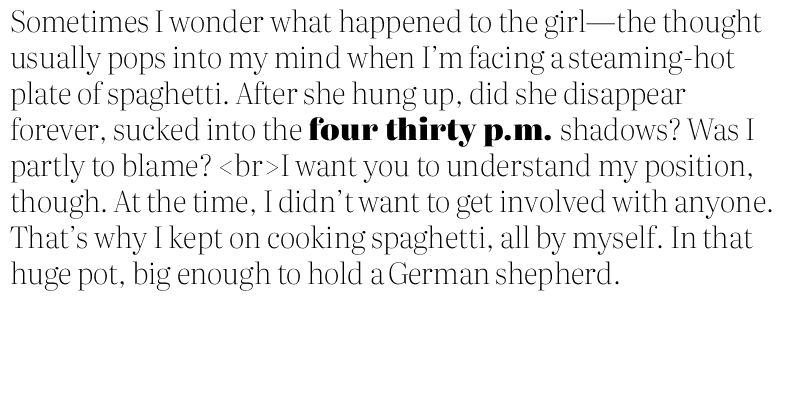 Sometimes I wonder what happened to the girl—the thought
usually pops into my mind when I'm facing a steaming-hot
plate of spaghetti. After she hung up, did she disappear
forever, sucked into the four thirty p.m. shadows? Was I
partly to blame? <br>I want you to understand my position,
though. At the time, I didn't want to get involved with anyone.
That's why I kept on cooking spaghetti, all by myself. In that
huge pot, big enough to hold a German shepherd.